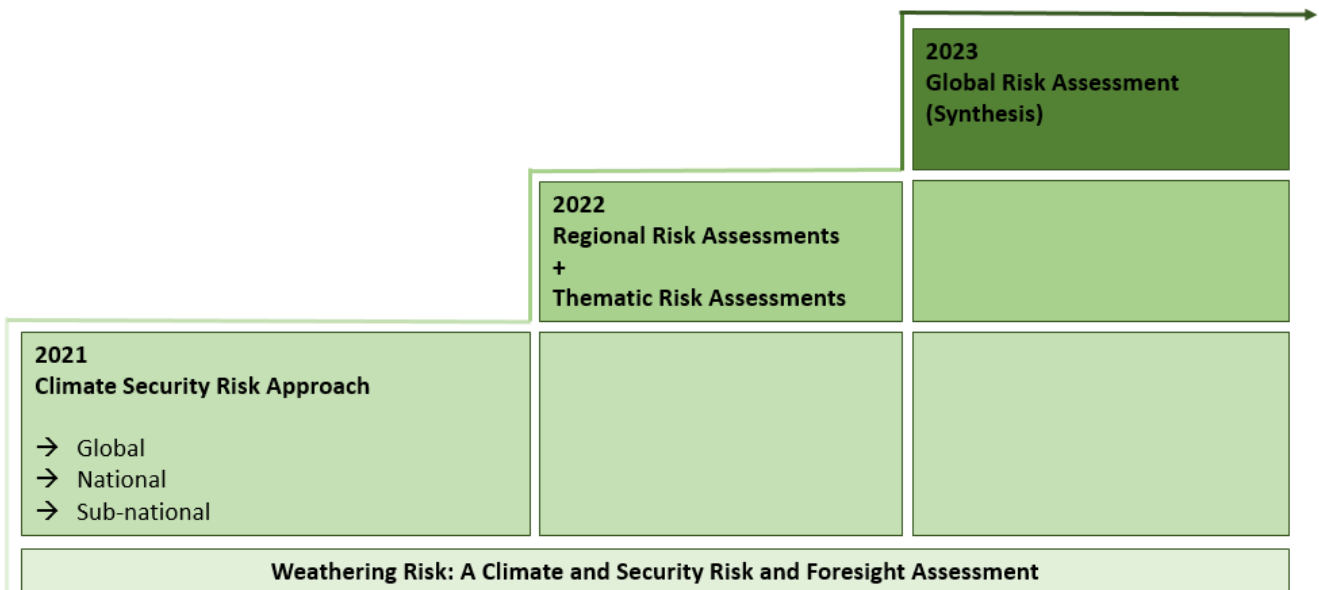 2023
Global Risk Assessment
(Synthesis)
2022
Regional Risk Assessments
+
Thematic Risk Assessments
2021
Climate Security Risk Approach
→ Global
→ National
→ Sub-national
Weathering Risk: A Climate and Security Risk and Foresight Assessment